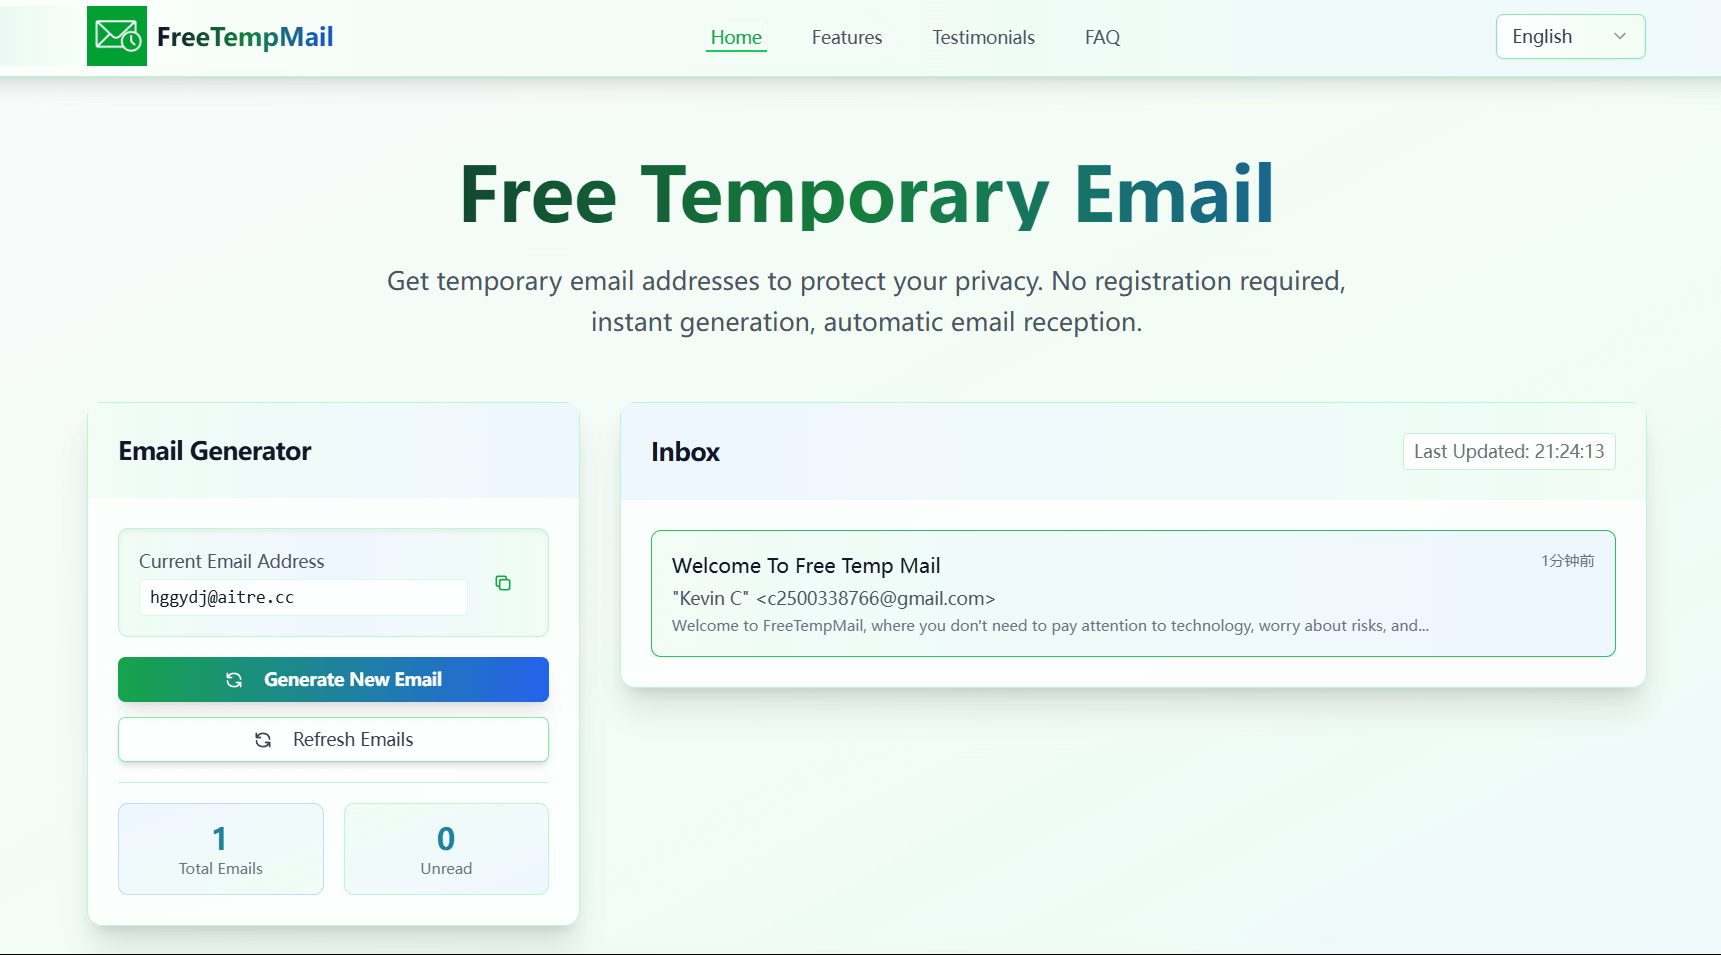 FreeTempMail
Home
Features
Testimonials
FAQ
English
Free Temporary Email
Get temporary email addresses to protect your privacy. No registration required,
instant generation, automatic email reception.
Email Generator
Current Email Address
hggydj@aitre.cc
Generate New Email
Refresh Emails
1
Total Emails
0
Unread
Inbox
Last Updated: 21:24:13
Welcome To Free Temp Mail
1分钟前
"Kevin C" <c2500338766@gmail.com>
Welcome to FreeTempMail, where you don't need to pay attention to technology, worry about risks, and...